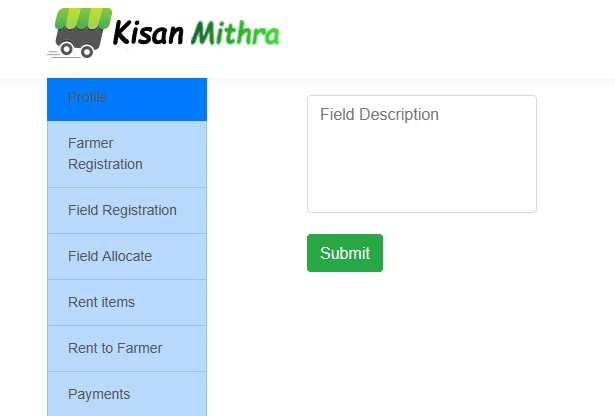 Kisan Mithra
Profile
Farmer
Registration
Field Registration
Field Allocate
Rent items
Rent to Farmer
Payments
Field Description
Submit